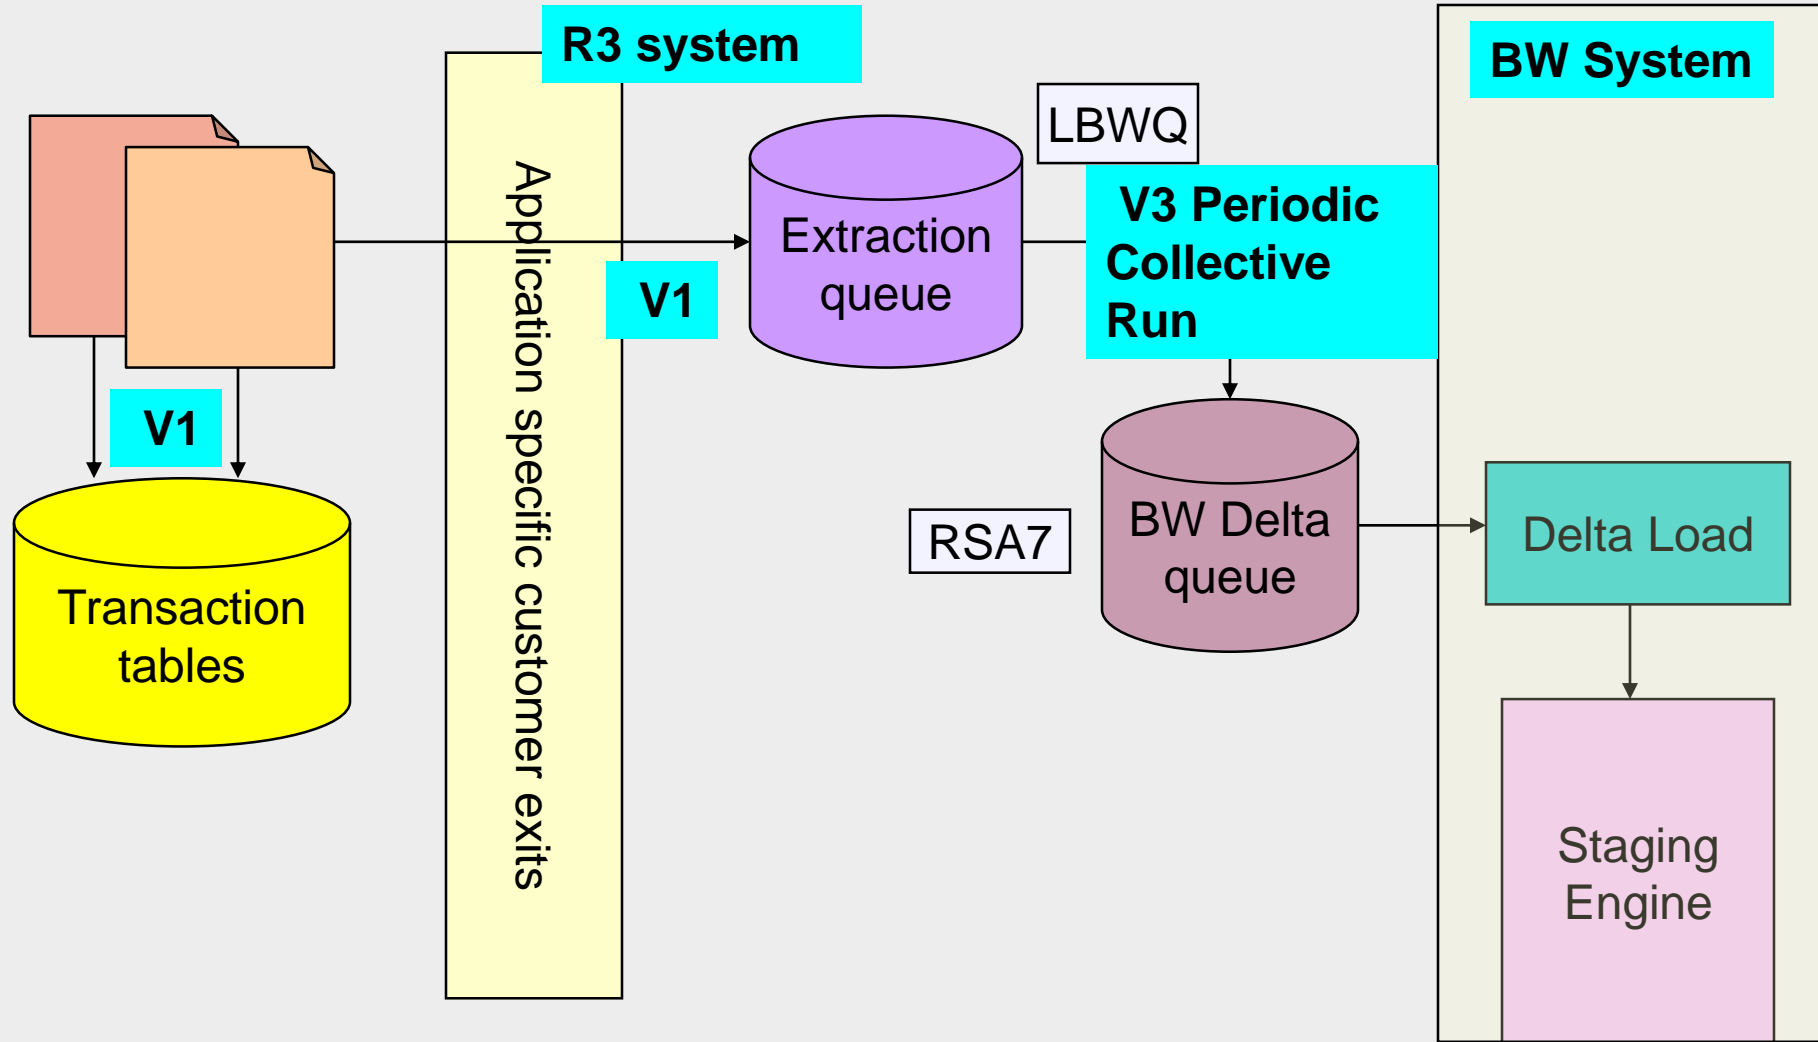 R3 system
BW System
LBWQ
Application specific customer exits
Extraction
queue
V3 Periodic
Collective
Run
V1
V1
Transaction
tables
RSA7
BW Delta
queue
Delta Load
Staging
Engine